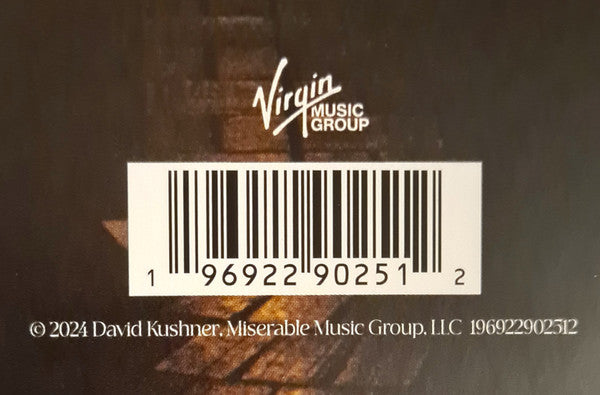 Virgin
MUSIC
GROUP
1 96922 90251 2
© 2024 David Kushner, Miserable Music Group, LLC 196922902512